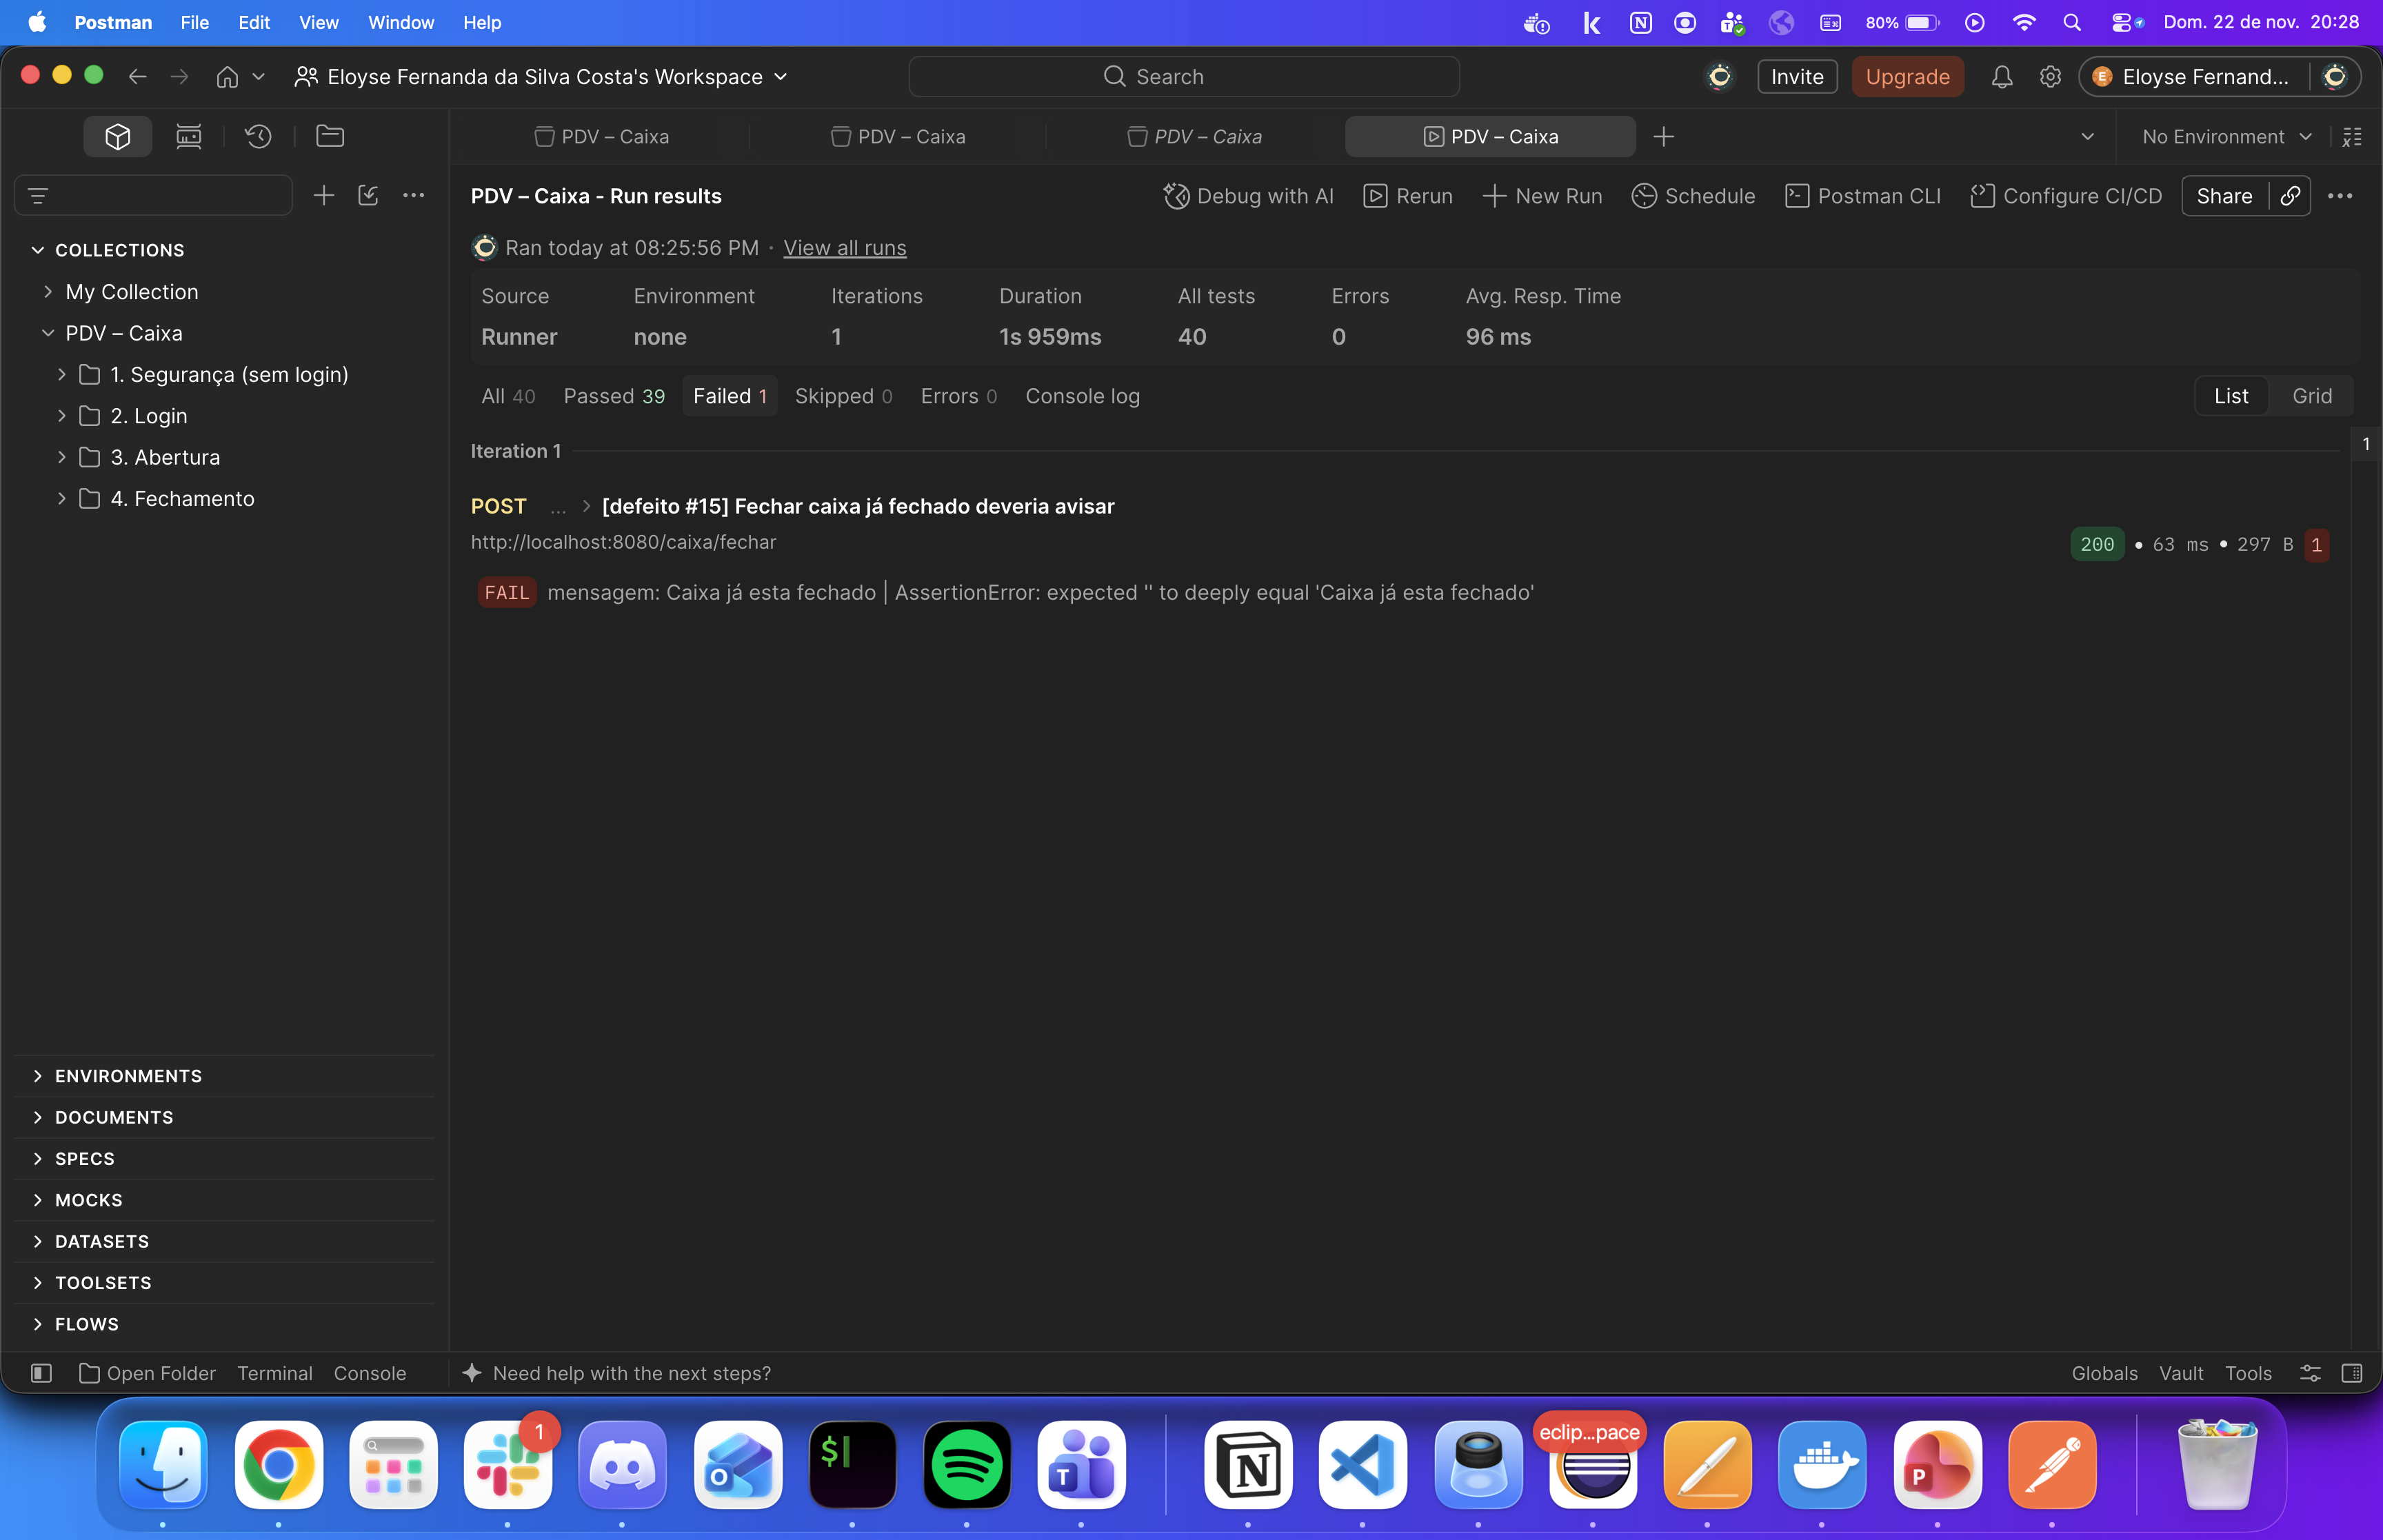 Postman File Edit View Window Help 80% Dom. 22 de nov. 20:28
Eloyse Fernanda da Silva Costa's Workspace Search Invite Upgrade E Eloyse Fernand...
PDV – Caixa PDV – Caixa PDV – Caixa PDV – Caixa No Environment
PDV – Caixa - Run results Debug with AI Rerun New Run Schedule Postman CLI Configure CI/CD Share
COLLECTIONS
My Collection
PDV – Caixa
1. Segurança (sem login)
2. Login
3. Abertura
4. Fechamento
Ran today at 08:25:56 PM · View all runs
Source Environment Iterations Duration All tests Errors Avg. Resp. Time
Runner none 1 1s 959ms 40 0 96 ms
All 40 Passed 39 Failed 1 Skipped 0 Errors 0 Console log List Grid
Iteration 1 1
POST ... > [defeito #15] Fechar caixa já fechado deveria avisar
http://localhost:8080/caixa/fechar 200 • 63 ms • 297 B 1
FAIL mensagem: Caixa já esta fechado | AssertionError: expected '' to deeply equal 'Caixa já esta fechado'
ENVIRONMENTS
DOCUMENTS
SPECS
MOCKS
DATASETS
TOOLSETS
FLOWS
Open Folder Terminal Console Need help with the next steps? Globals Vault Tools
1 eclip...pace
O $ T N P